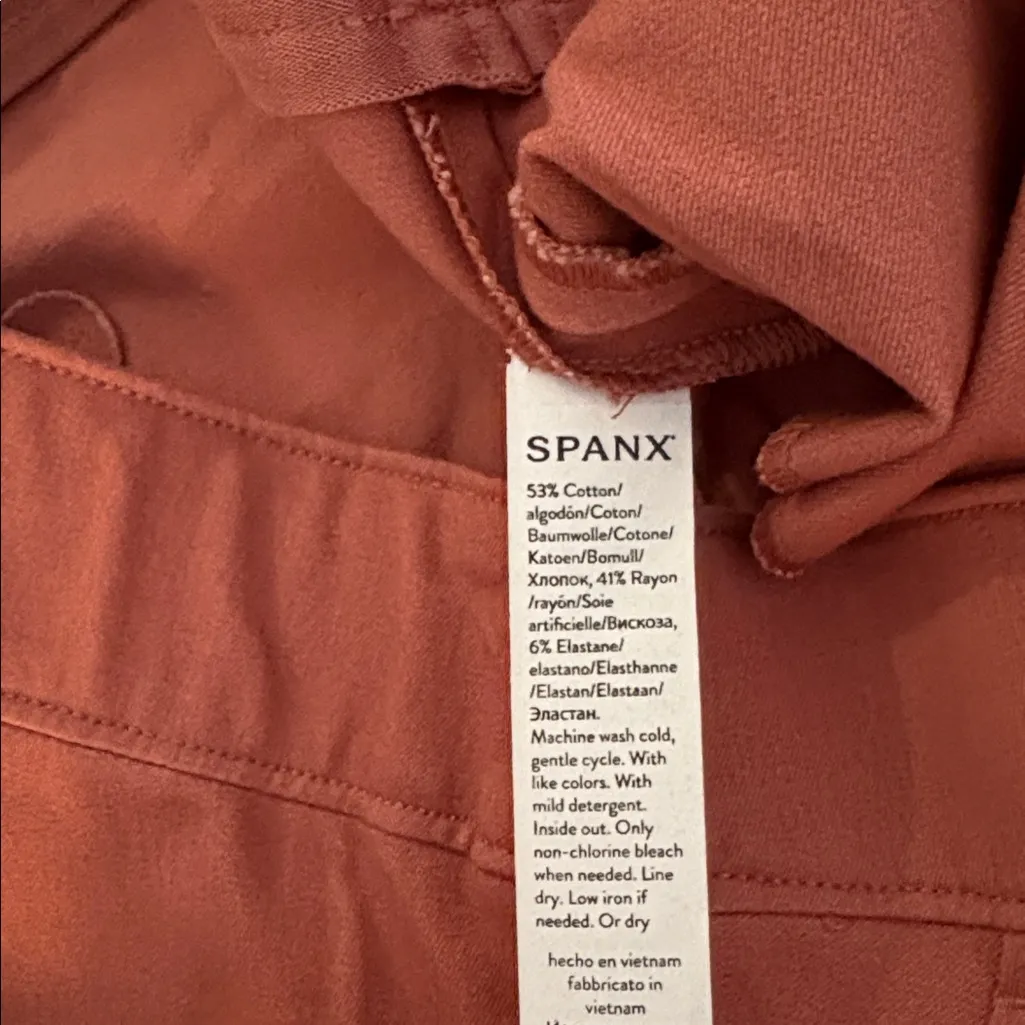 SPANX®
53% Cotton/
algodón/Coton/
Baumwolle/Cotone/
Katoen/Bomull/
Хлопок, 41% Rayon
/rayón/Soie
artificielle/Вискоза,
6% Elastane/
elastano/Elasthanne
/Elastan/Elastaan/
Эластан.
Machine wash cold,
gentle cycle. With
like colors. With
mild detergent.
Inside out. Only
non-chlorine bleach
when needed. Line
dry. Low iron if
needed. Or dry
hecho en vietnam
fabbricato in
vietnam